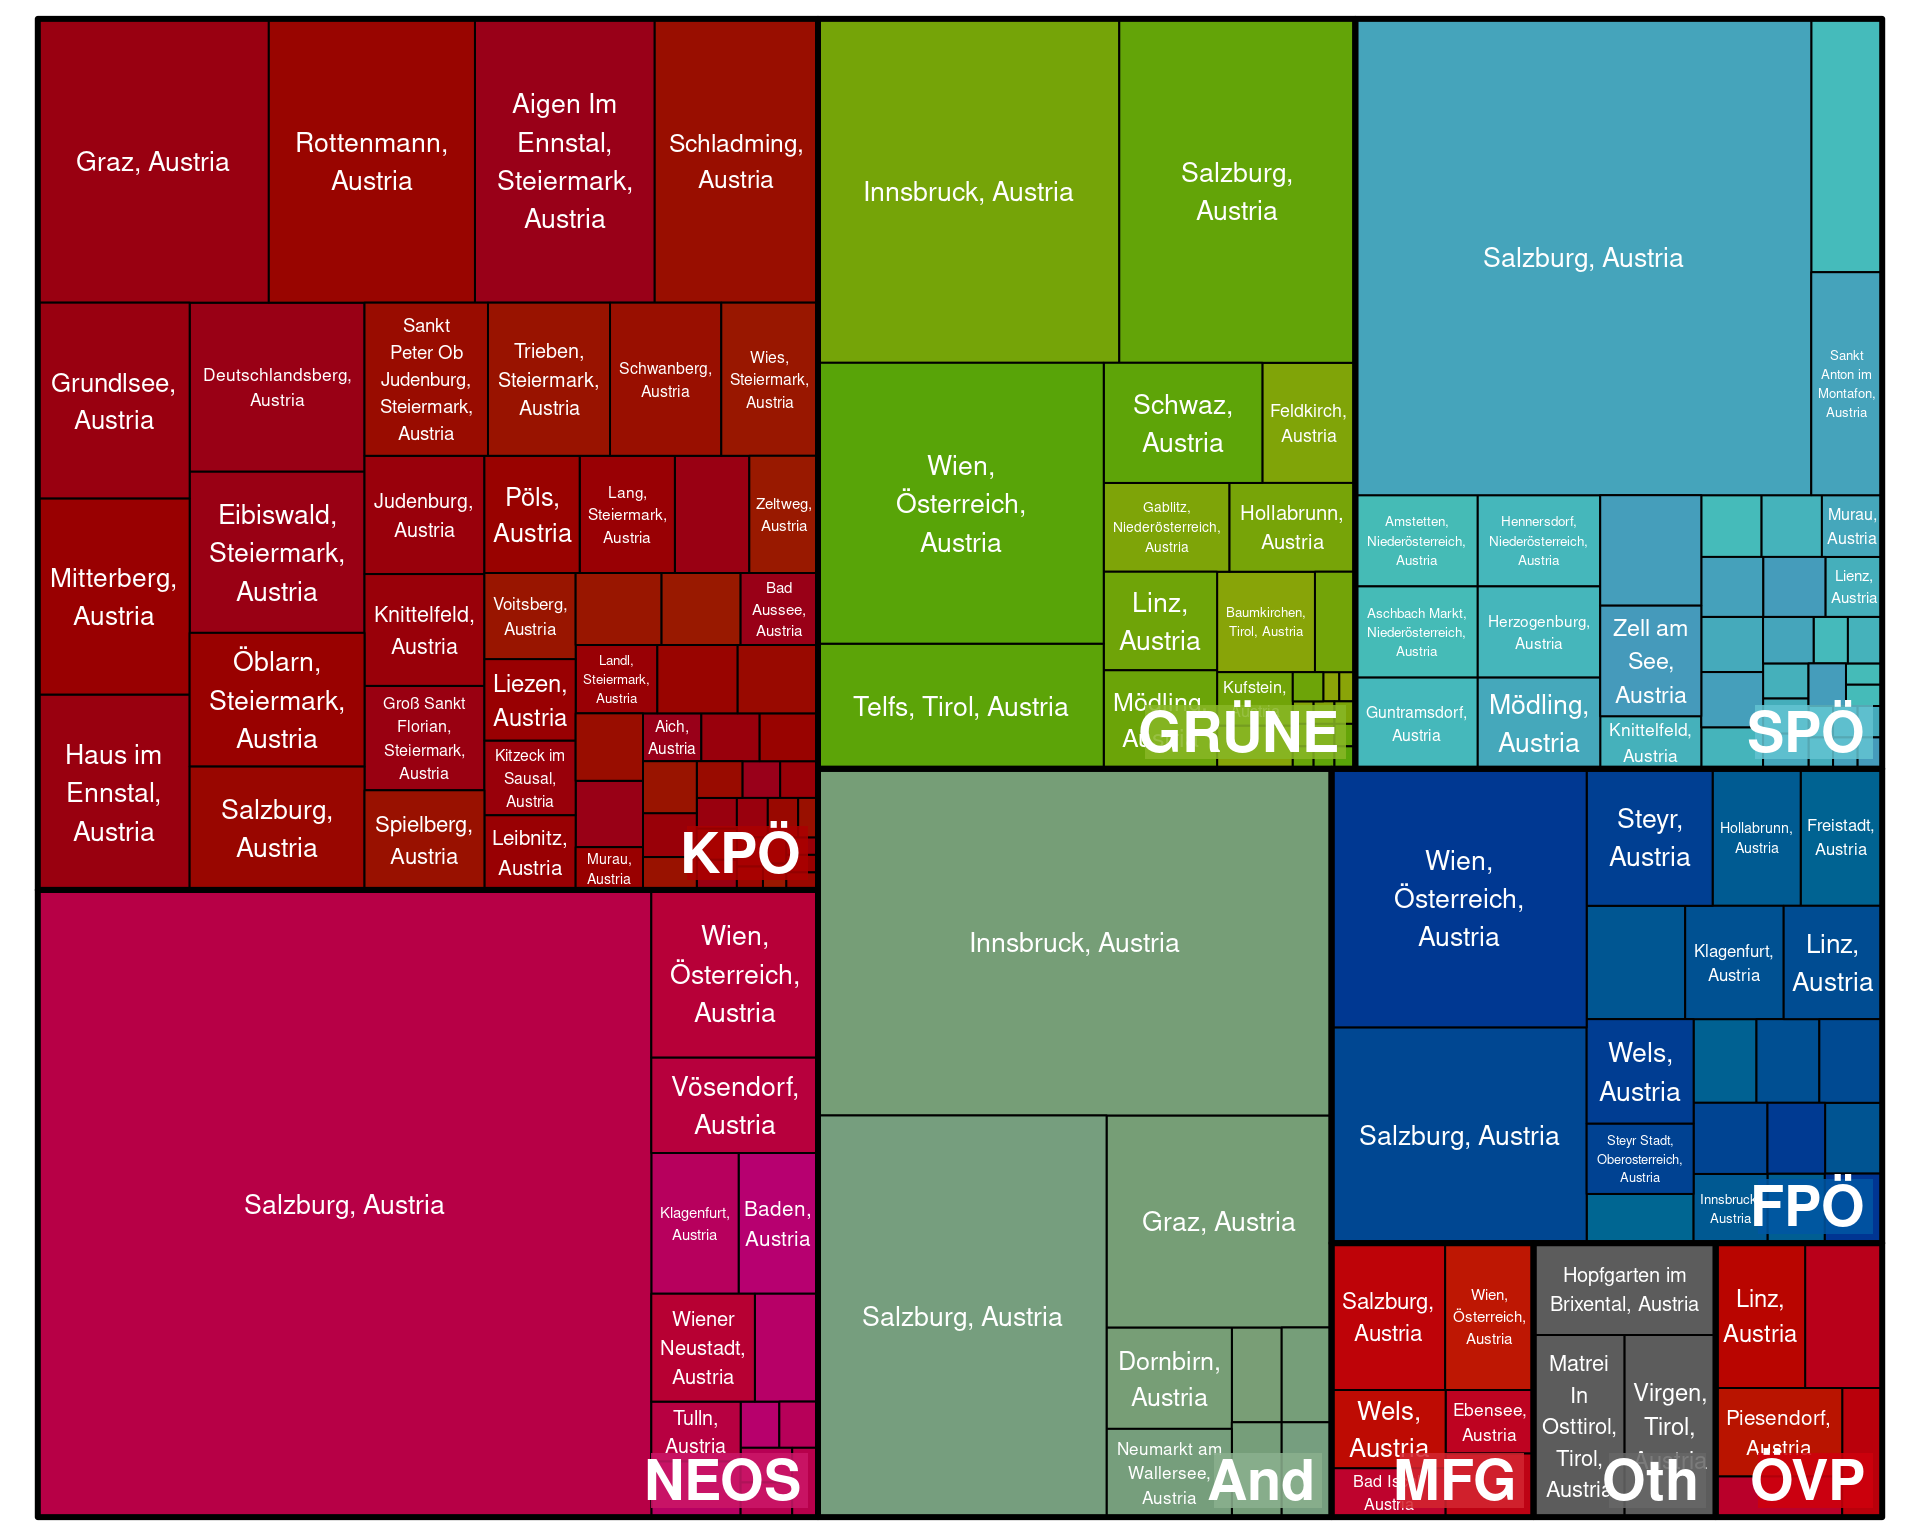 Graz, Austria
Rottenmann,
Austria
Aigen Im
Ennstal,
Steiermark,
Austria
Schladming,
Austria
Grundlsee,
Austria
Deutschlandsberg,
Austria
Sankt
Peter Ob
Judenburg,
Steiermark,
Austria
Trieben,
Steiermark,
Austria
Schwanberg,
Austria
Wies,
Steiermark,
Austria
Mitterberg,
Austria
Eibiswald,
Steiermark,
Austria
Judenburg,
Austria
Pöls,
Austria
Lang,
Steiermark,
Austria
Zeltweg,
Austria
Knittelfeld,
Austria
Voitsberg,
Austria
Bad
Aussee,
Austria
Öblarn,
Steiermark,
Austria
Landl,
Steiermark,
Austria
Liezen,
Austria
Haus im
Ennstal,
Austria
Groß Sankt
Florian,
Steiermark,
Austria
Aich,
Austria
Kitzeck im
Sausal,
Austria
Salzburg,
Austria
Spielberg,
Austria
Leibnitz,
Austria
Murau,
Austria
KPÖ
Salzburg, Austria
Wien,
Österreich,
Austria
Vösendorf,
Austria
Klagenfurt,
Austria
Baden,
Austria
Wiener
Neustadt,
Austria
Tulln,
Austria
NEOS
Innsbruck, Austria
Salzburg,
Austria
Wien,
Österreich,
Austria
Telfs, Tirol, Austria
Schwaz,
Austria
Feldkirch,
Austria
Gablitz,
Niederösterreich,
Austria
Hollabrunn,
Austria
Linz,
Austria
Baumkirchen,
Tirol, Austria
Mödling,
Austria
Kufstein,
GRÜNE
Innsbruck, Austria
Salzburg, Austria
Graz, Austria
Dornbirn,
Austria
Neumarkt am
Wallersee,
Austria
And
Salzburg, Austria
Sankt
Anton im
Montafon,
Austria
Amstetten,
Niederösterreich,
Austria
Hennersdorf,
Niederösterreich,
Austria
Murau,
Austria
Lienz,
Austria
Aschbach Markt,
Niederösterreich,
Austria
Herzogenburg,
Austria
Zell am
See,
Austria
Guntramsdorf,
Austria
Mödling,
Austria
Knittelfeld,
Austria
SPÖ
Wien,
Österreich,
Austria
Steyr,
Austria
Hollabrunn,
Austria
Freistadt,
Austria
Klagenfurt,
Austria
Linz,
Austria
Salzburg, Austria
Wels,
Austria
Steyr Stadt,
Oberosterreich,
Austria
Innsbruck,
Austria
FPÖ
Salzburg,
Austria
Wien,
Österreich,
Austria
Wels,
Austria
Ebensee,
Austria
Bad
Austria
MFG
Hopfgarten im
Brixental, Austria
Matrei
In
Osttirol,
Tirol,
Austria
Virgen,
Tirol,
Austria
Oth
Linz,
Austria
Piesendorf,
Austria
ÖVP